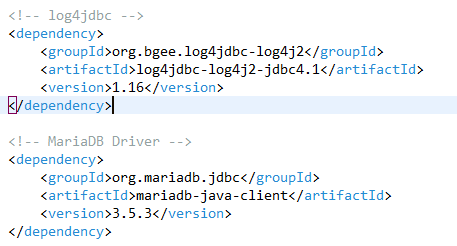 <!-- log4jdbc -->
<dependency>
    <groupId>org.bgee.log4jdbc-log4j2</groupId>
    <artifactId>log4jdbc-log4j2-jdbc4.1</artifactId>
    <version>1.16</version>
</dependency>

<!-- MariaDB Driver -->
<dependency>
    <groupId>org.mariadb.jdbc</groupId>
    <artifactId>mariadb-java-client</artifactId>
    <version>3.5.3</version>
</dependency>